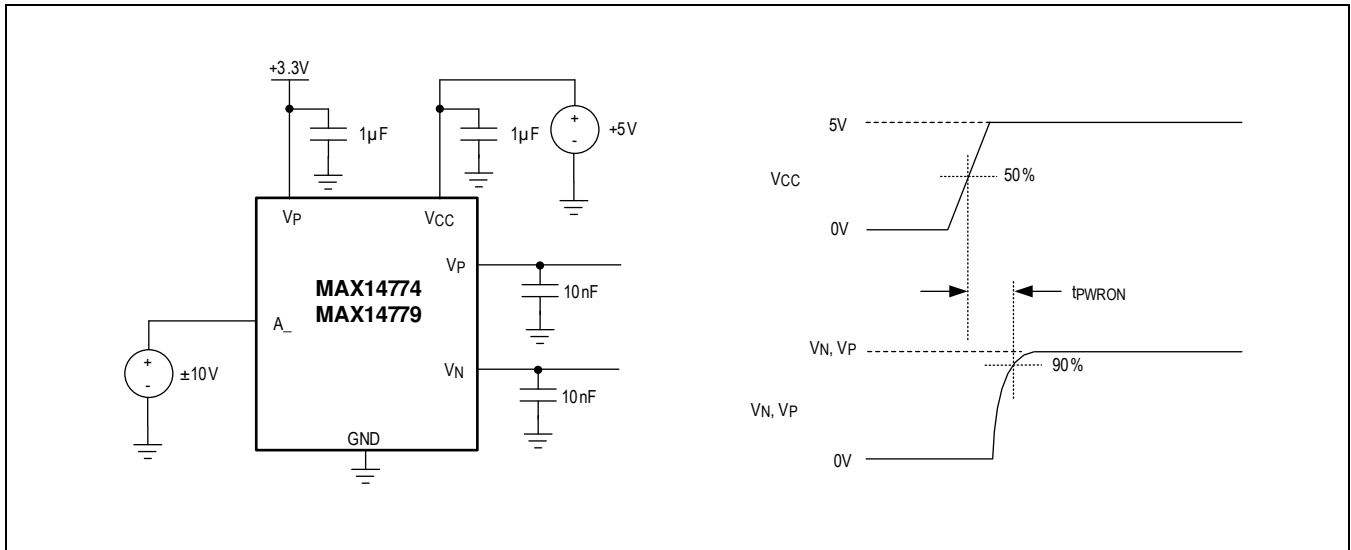 +3.3V
1µF
1µF
+
-
+5V
VP
VCC
VP
10nF
MAX14774
MAX14779
A_
+
-
±10V
VN
10nF
GND
5V
VCC
50%
0V
tPWRON
VN, VP
90%
VN, VP
0V